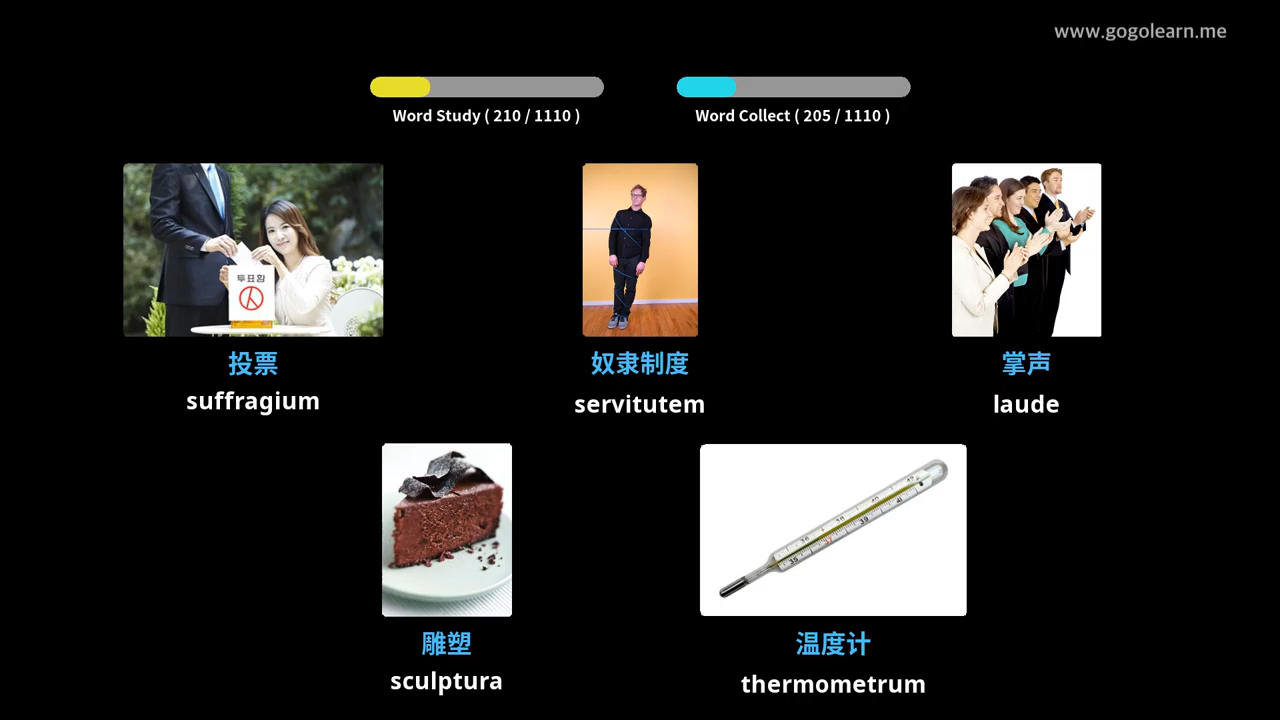 www.gogolearn.me
Word Study ( 210 / 1110 )
Word Collect ( 205 / 1110 )
투표함
投票
suffragium
奴隶制度
servitutem
掌声
laude
雕塑
sculptura
温度计
thermometrum